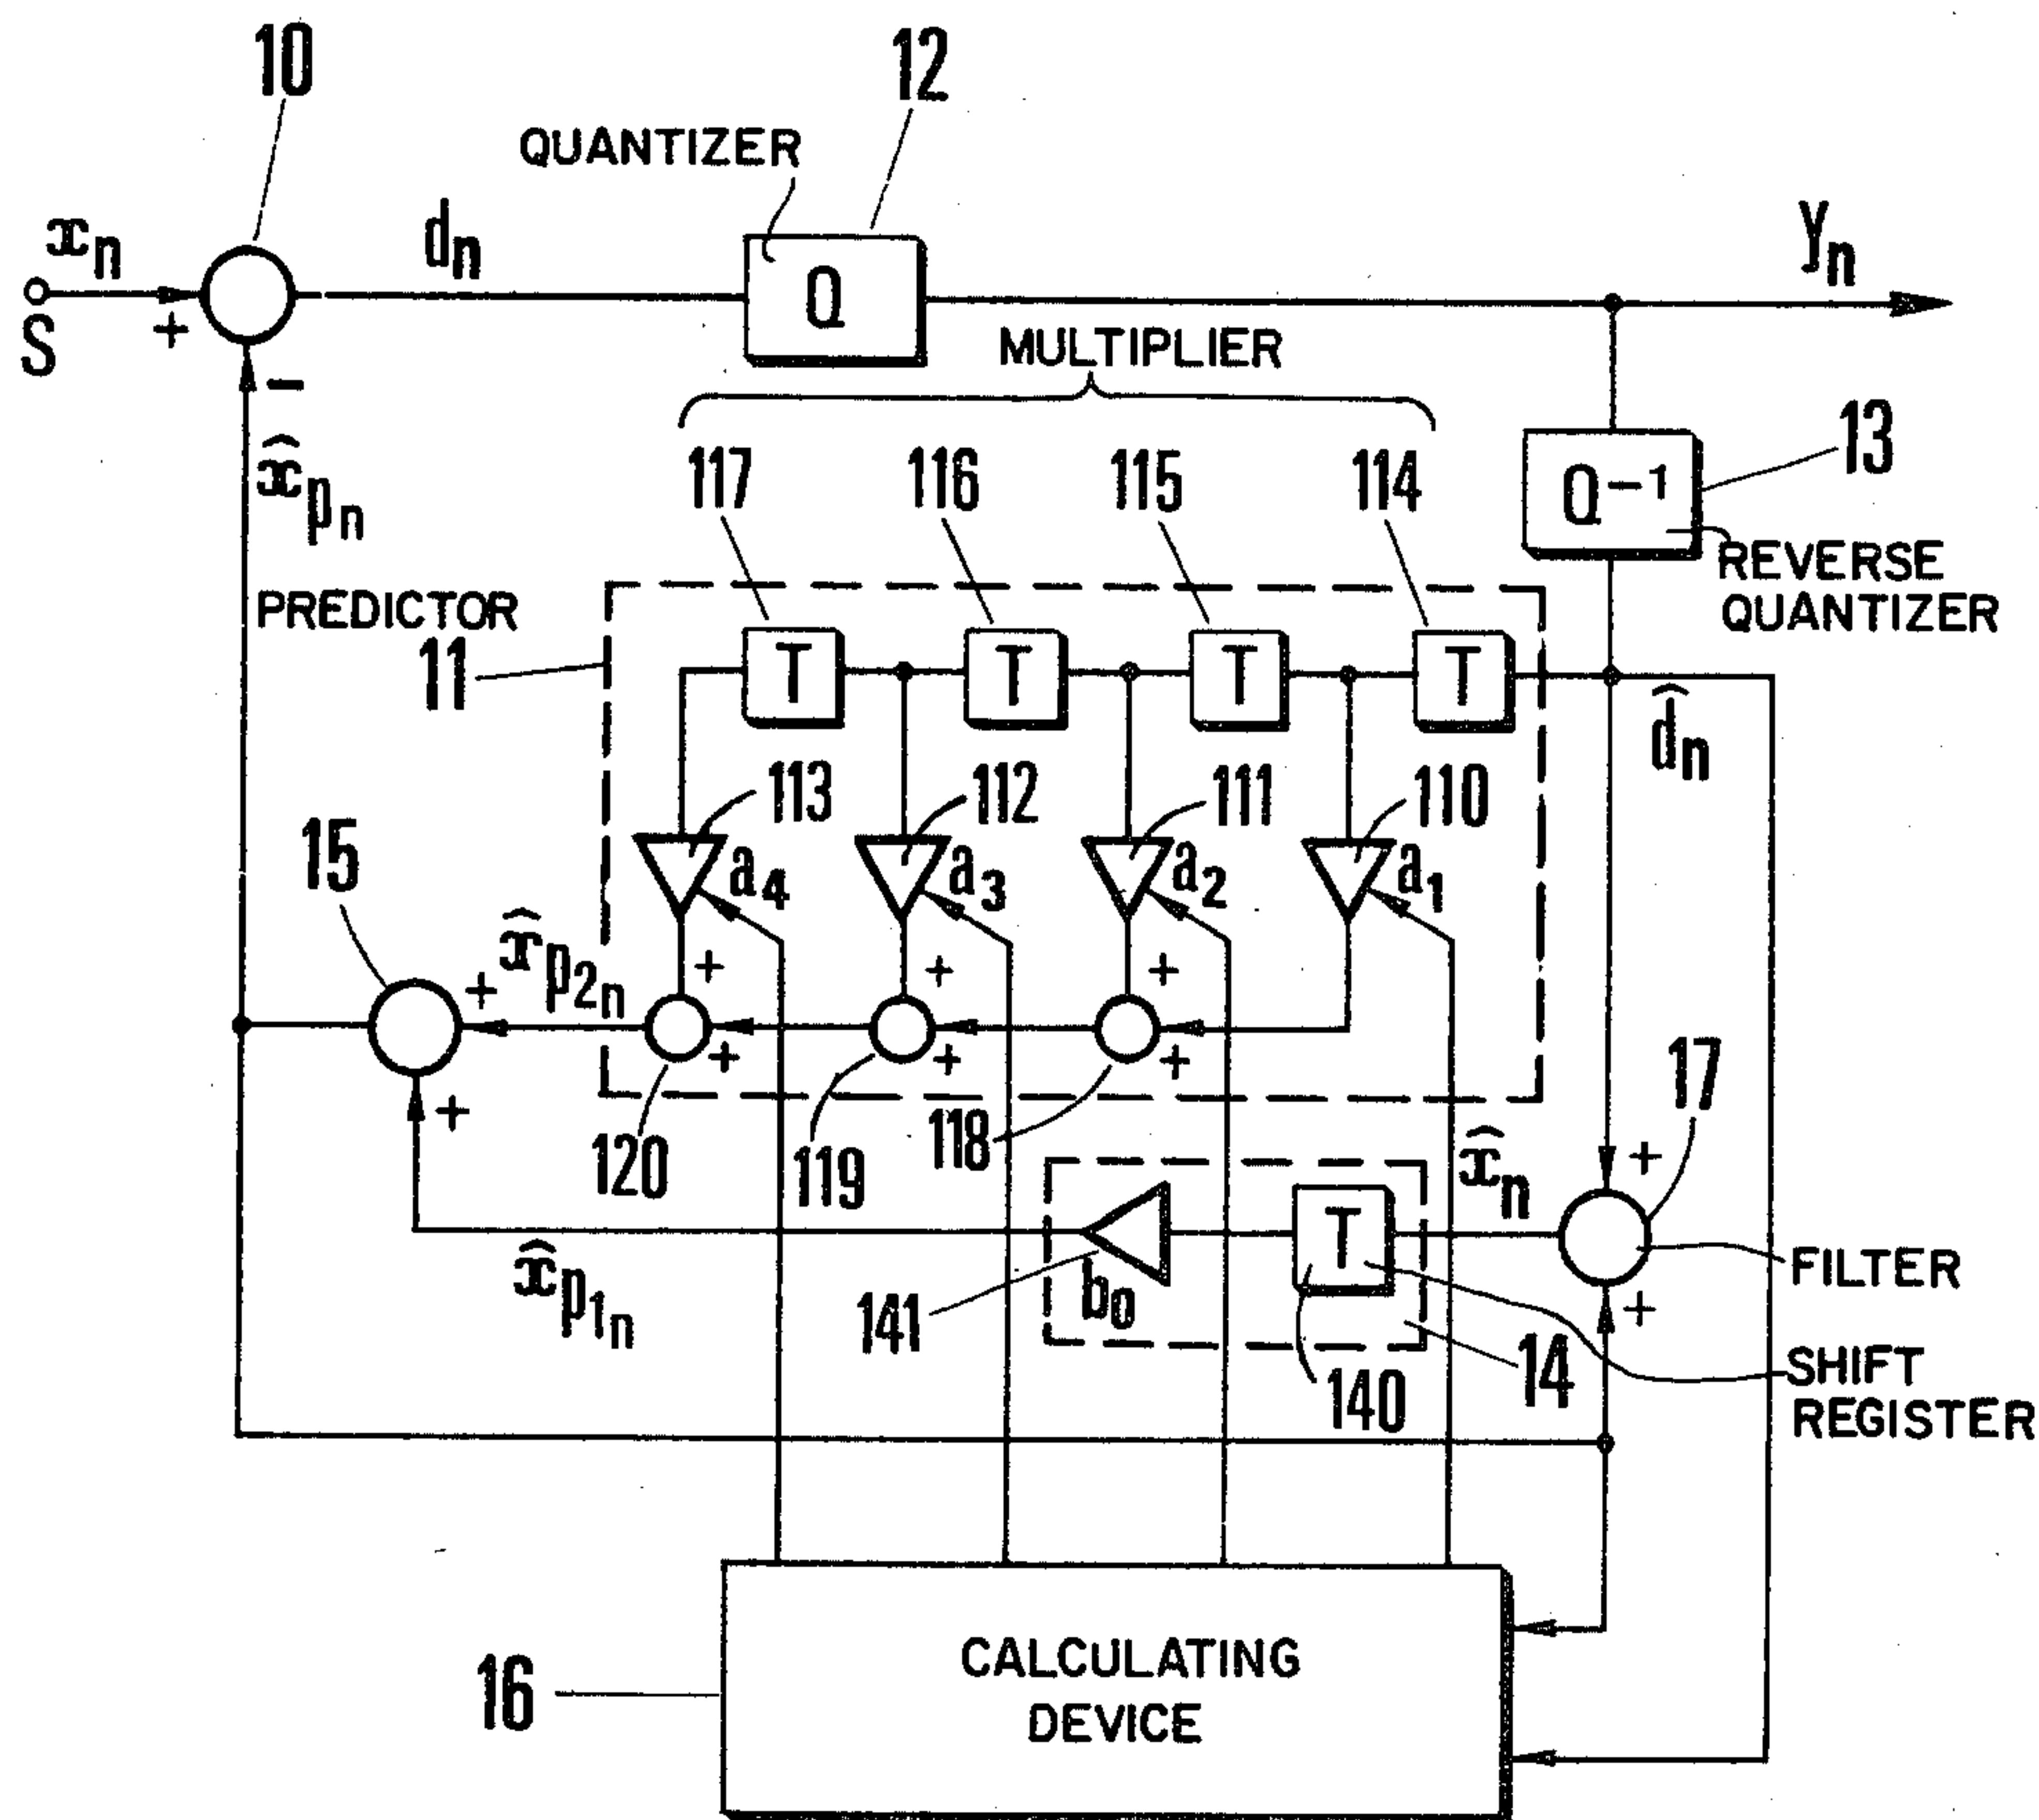 10
12
QUANTIZER
xₙ
dₙ
yₙ
+
S
Q
MULTIPLIER
−
13
x̂pₙ
117
116
115
114
Q⁻¹
REVERSE
QUANTIZER
PREDICTOR
11
T
T
T
T
d̂ₙ
113
112
111
110
15
a₄
a₃
a₂
a₁
x̂p₂ₙ
+
+
+
+
+
+
+
17
+
120
119
118
x̂ₙ
+
T
FILTER
x̂p₁ₙ
141
b₀
+
140
14
SHIFT
REGISTER
CALCULATING
DEVICE
16